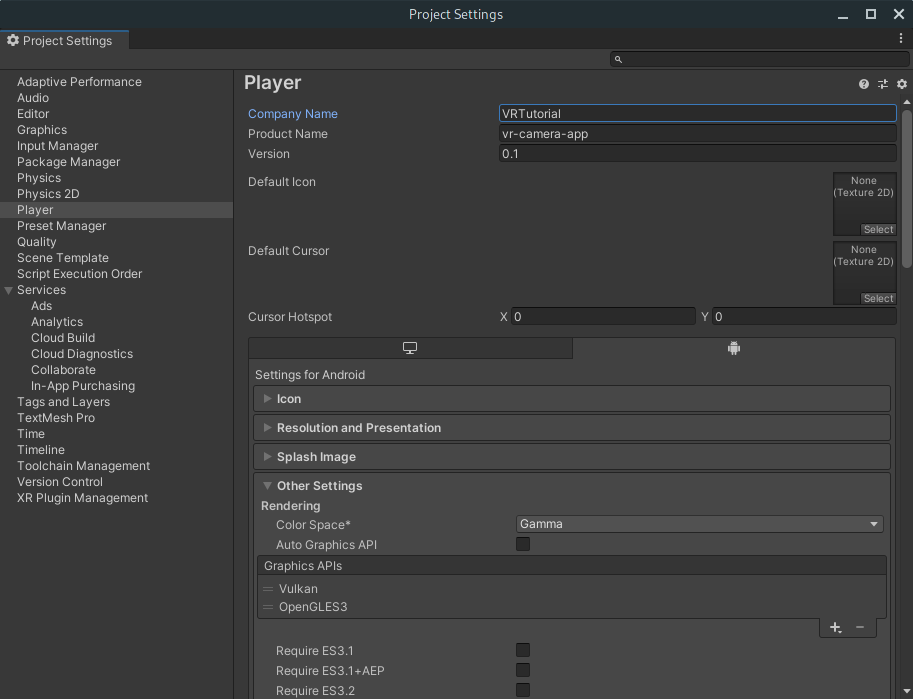 Project Settings
Project Settings
Adaptive Performance
Audio
Editor
Graphics
Input Manager
Package Manager
Physics
Physics 2D
Player
Preset Manager
Quality
Scene Template
Script Execution Order
Services
Ads
Analytics
Cloud Build
Cloud Diagnostics
Collaborate
In-App Purchasing
Tags and Layers
TextMesh Pro
Time
Timeline
Toolchain Management
Version Control
XR Plugin Management
Player
Company Name VRTutorial
Product Name vr-camera-app
Version 0.1
Default Icon
None
(Texture 2D)
Select
Default Cursor
None
(Texture 2D)
Select
Cursor Hotspot X 0 Y 0
Settings for Android
Icon
Resolution and Presentation
Splash Image
Other Settings
Rendering
Color Space* Gamma
Auto Graphics API
Graphics APIs
Vulkan
OpenGLES3
Require ES3.1
Require ES3.1+AEP
Require ES3.2